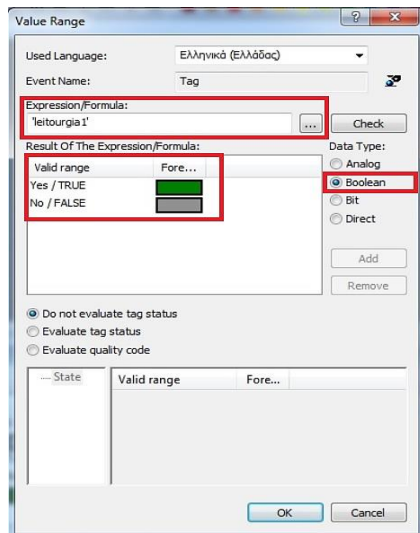 Value Range
Used Language: Ελληνικά (Ελλάδας)
Event Name: Tag
Expression/Formula:
'leitourgia1' ... Check
Result Of The Expression/Formula: Data Type:
Valid range Fore... Analog
Yes / TRUE Boolean
No / FALSE Bit
Direct
Add
Remove
Do not evaluate tag status
Evaluate tag status
Evaluate quality code
State Valid range Fore...
OK Cancel